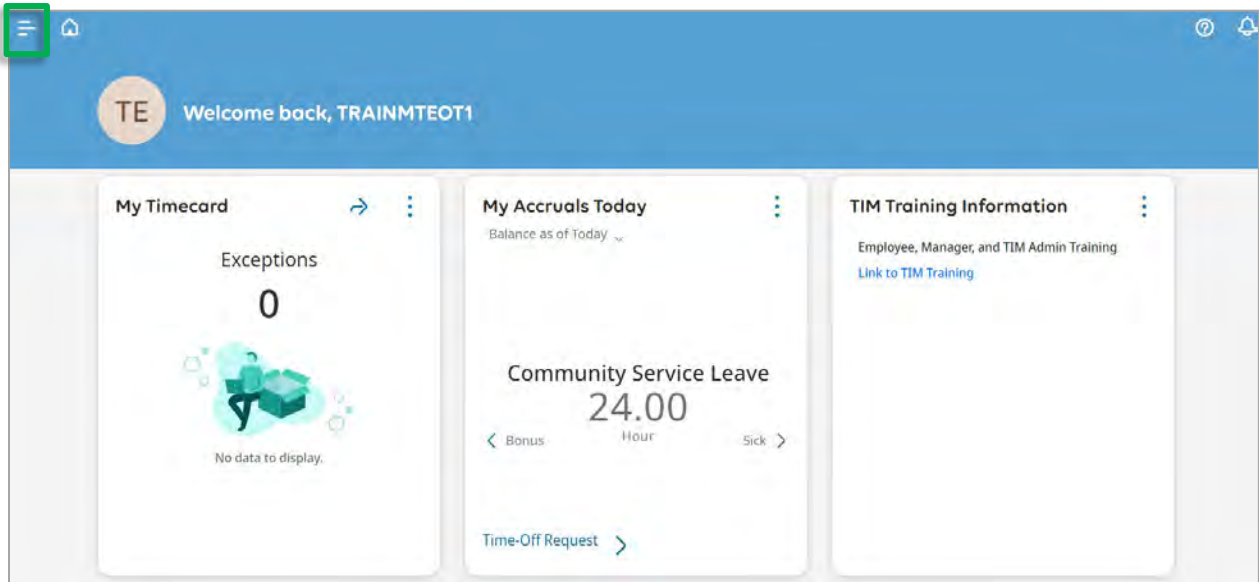 TE
Welcome back, TRAINMTEOT1
My Timecard
Exceptions
0
No data to display.
My Accruals Today
Balance as of Today
Community Service Leave
24.00
Hour
Bonus
Sick
Time-Off Request
TIM Training Information
Employee, Manager, and TIM Admin Training
Link to TIM Training